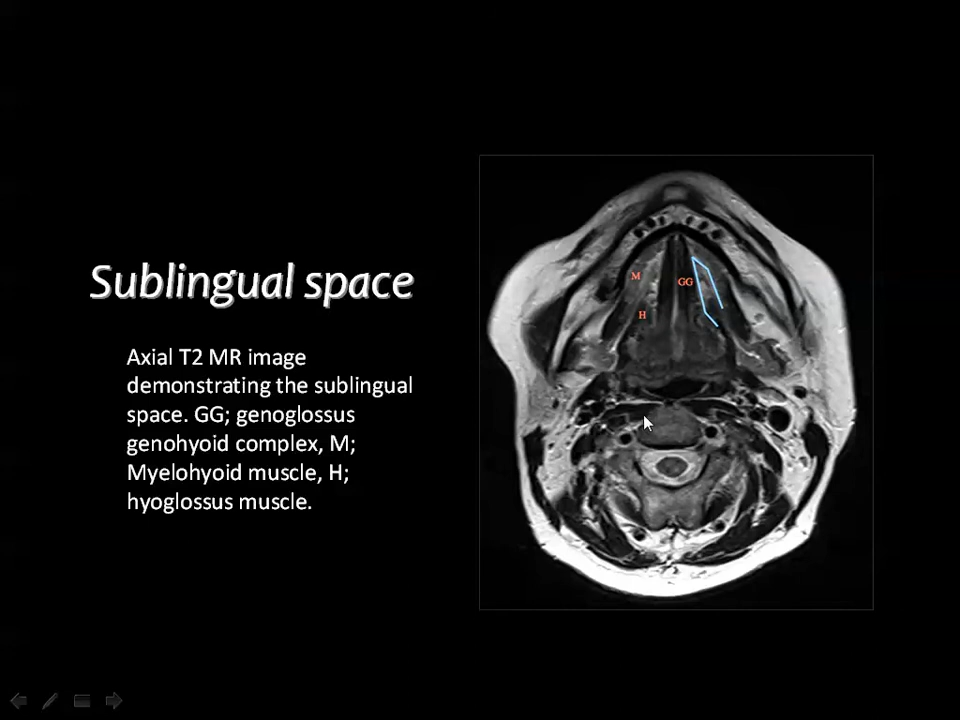 Sublingual space
Axial T2 MR image
demonstrating the sublingual
space. GG; genoglossus
genohyoid complex, M;
Myelohyoid muscle, H;
hyoglossus muscle.
M
GG
H